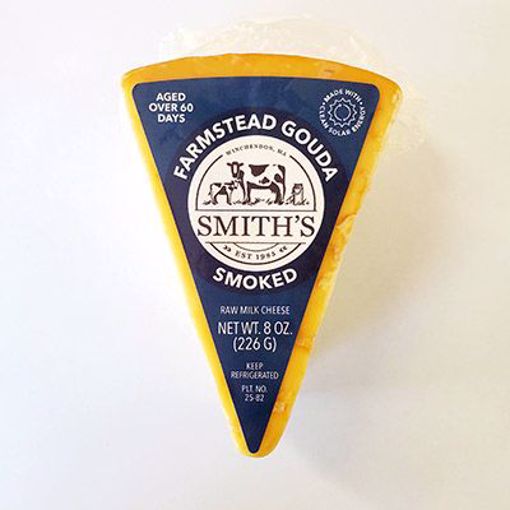 AGED
OVER 60
DAYS
MADE WITH
CLEAN SOLAR ENERGY
FARMSTEAD GOUDA
WINCHENDON, MA
SMITH'S
EST 1985
SMOKED
RAW MILK CHEESE
NET WT. 8 OZ.
(226 G)
KEEP
REFRIGERATED
PLT. NO.
25-82